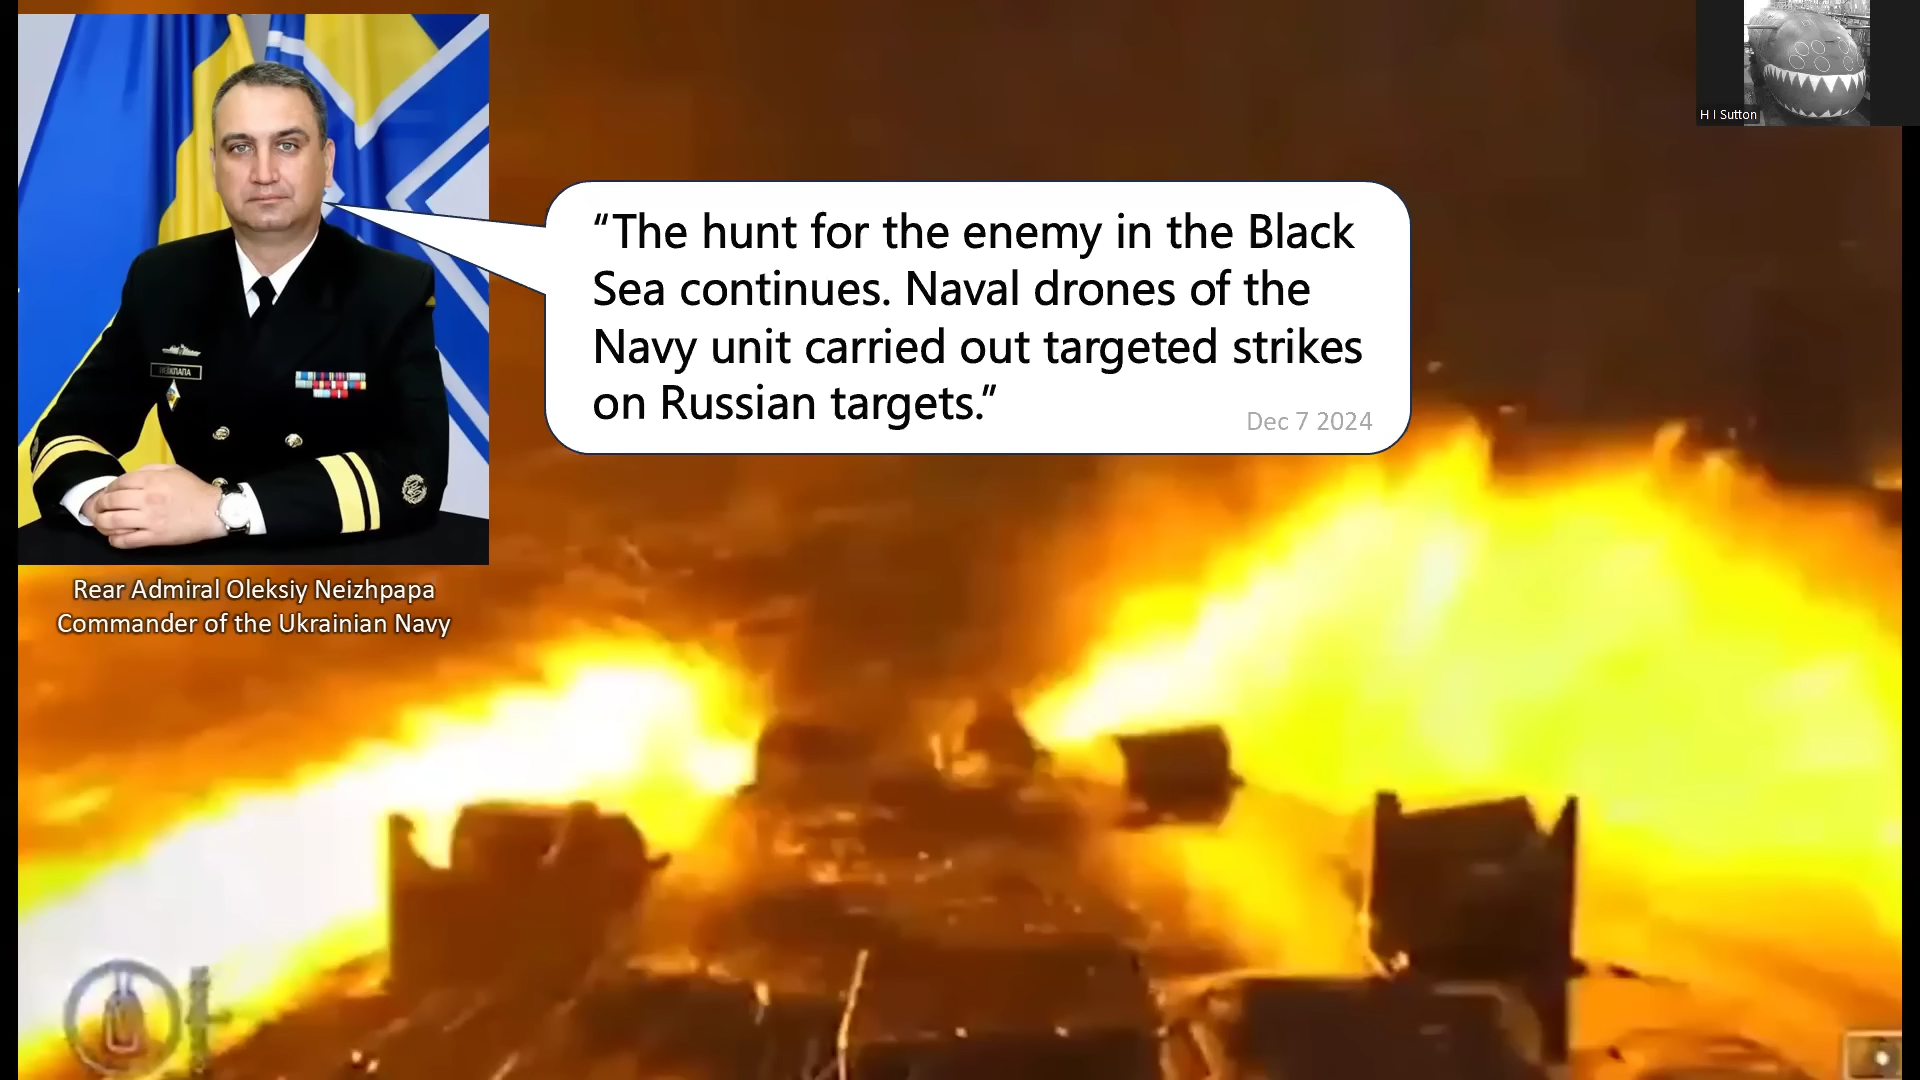 H I Sutton
“The hunt for the enemy in the Black
Sea continues. Naval drones of the
Navy unit carried out targeted strikes
on Russian targets.”
Dec 7 2024
Rear Admiral Oleksiy Neizhpapa
Commander of the Ukrainian Navy